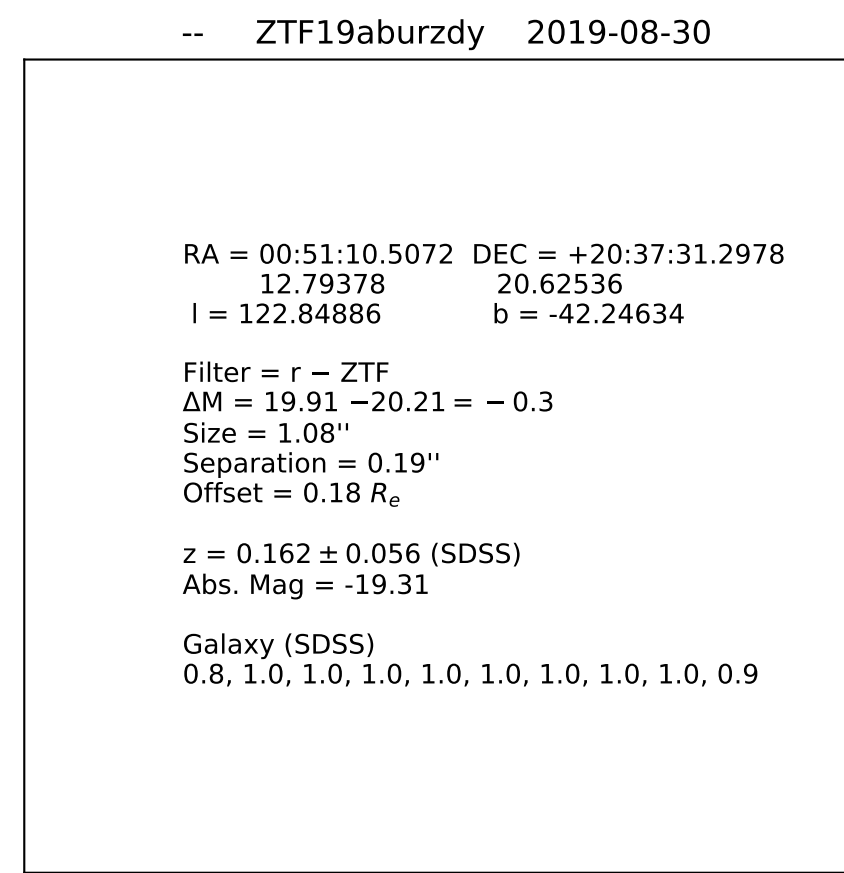 -- ZTF19aburzdy 2019-08-30
RA = 00:51:10.5072 DEC = +20:37:31.2978
12.79378 20.62536
l = 122.84886 b = -42.24634
Filter = r − ZTF
ΔM = 19.91 −20.21 = − 0.3
Size = 1.08''
Separation = 0.19''
Offset = 0.18 Rₑ
z = 0.162 ± 0.056 (SDSS)
Abs. Mag = -19.31
Galaxy (SDSS)
0.8, 1.0, 1.0, 1.0, 1.0, 1.0, 1.0, 1.0, 1.0, 0.9